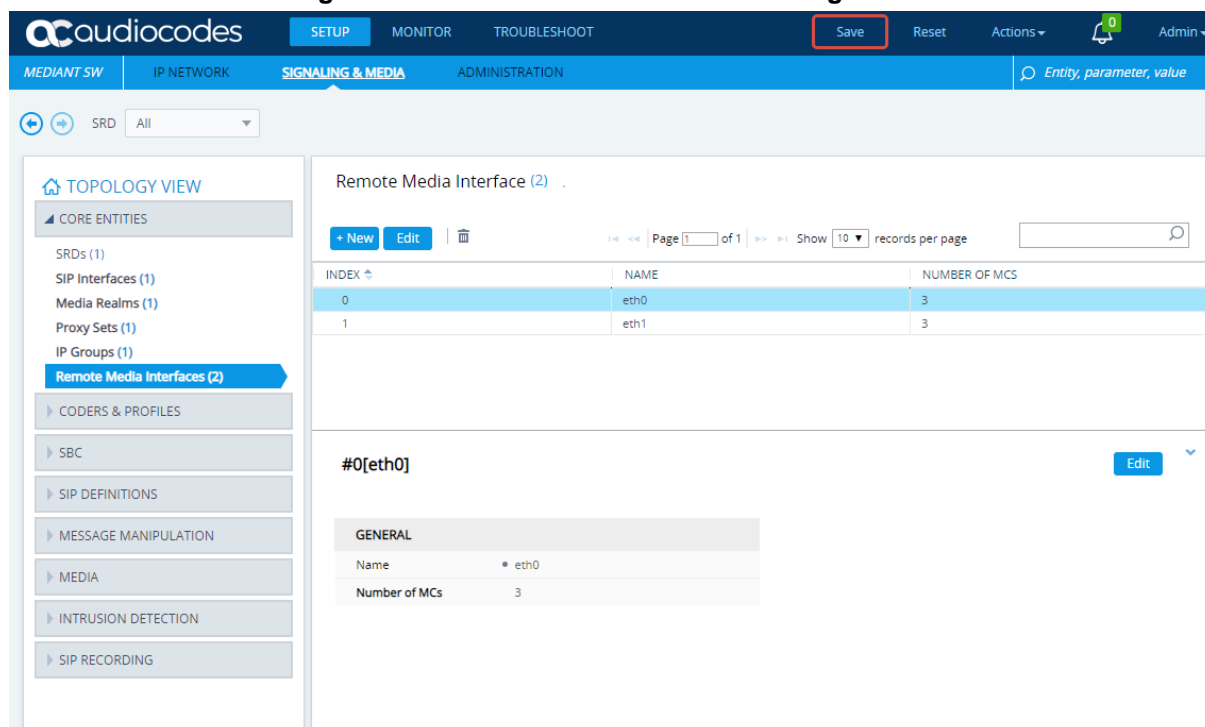 audiocodes SETUP MONITOR TROUBLESHOOT Save Reset Actions 0 Admin
MEDIANT SW IP NETWORK SIGNALING & MEDIA ADMINISTRATION Entity, parameter, value
SRD All
TOPOLOGY VIEW
CORE ENTITIES
SRDs (1)
SIP Interfaces (1)
Media Realms (1)
Proxy Sets (1)
IP Groups (1)
Remote Media Interfaces (2)
CODERS & PROFILES
SBC
SIP DEFINITIONS
MESSAGE MANIPULATION
MEDIA
INTRUSION DETECTION
SIP RECORDING
Remote Media Interface (2) .
+ New Edit Page 1 of 1 Show 10 records per page
INDEX NAME NUMBER OF MCS
0 eth0 3
1 eth1 3
#0[eth0] Edit
GENERAL
Name eth0
Number of MCs 3